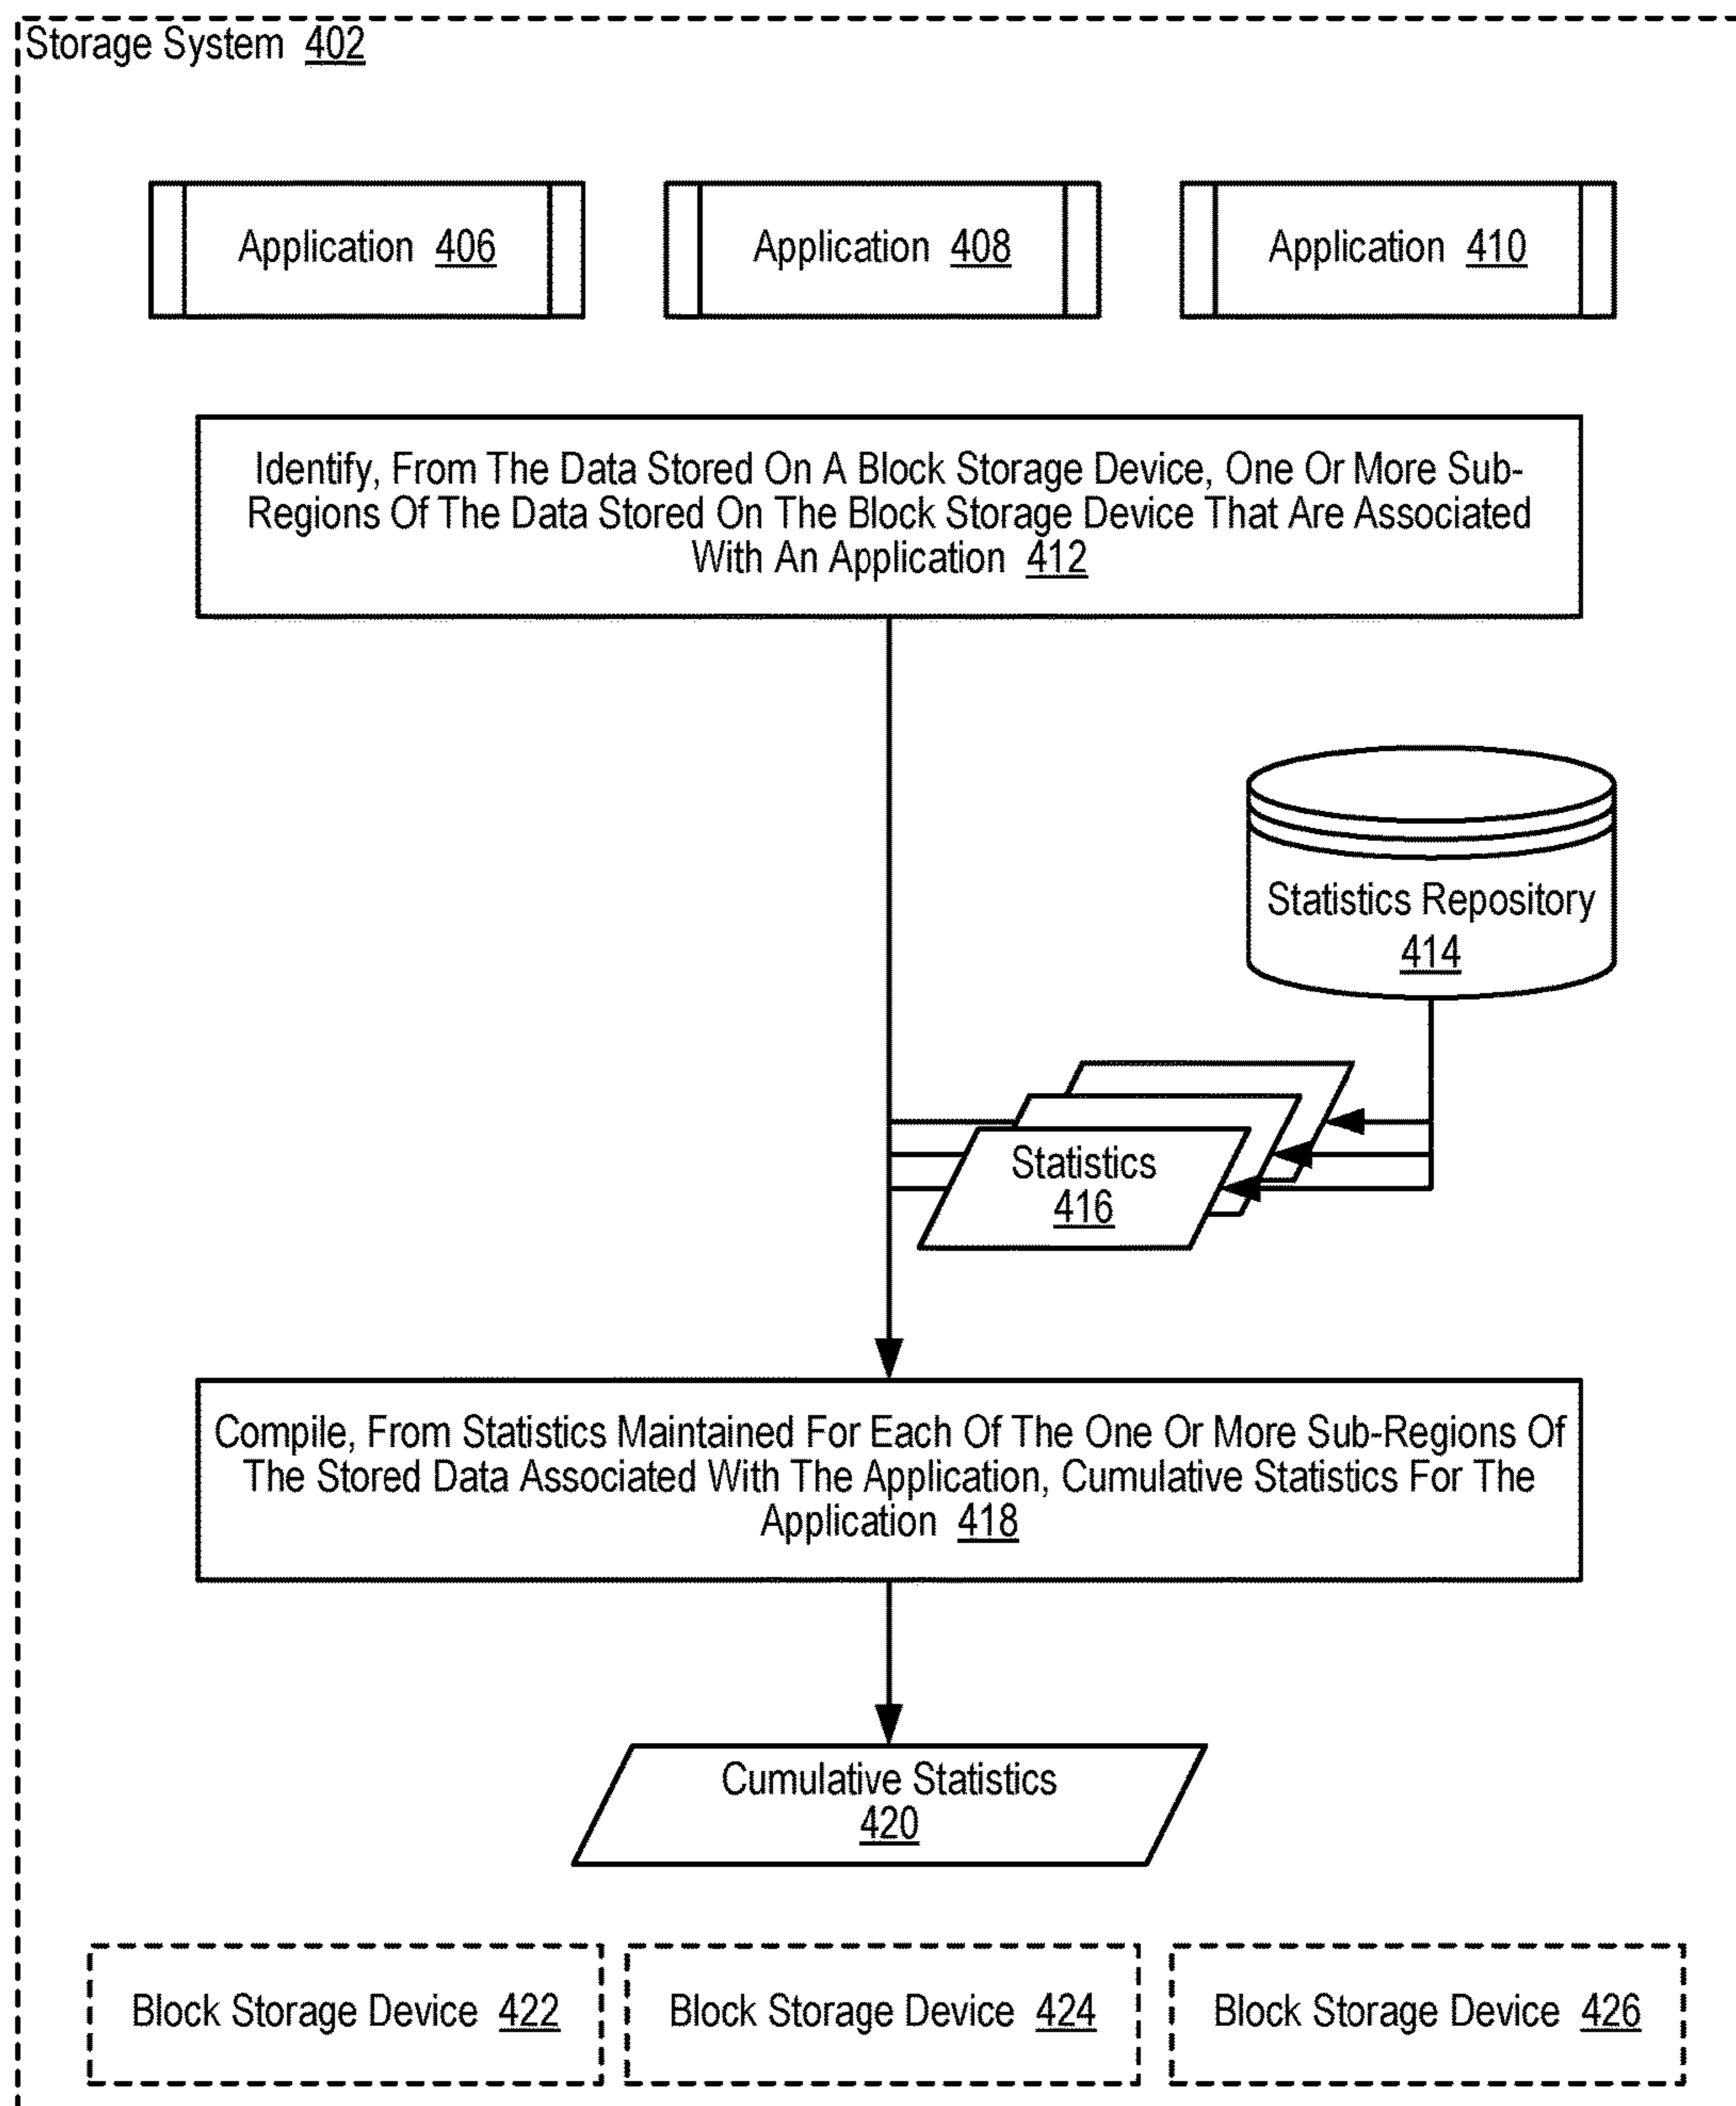 Storage System 402
Application 406
Application 408
Application 410
Identify, From The Data Stored On A Block Storage Device, One Or More Sub-
Regions Of The Data Stored On The Block Storage Device That Are Associated
With An Application 412
Statistics Repository
414
Statistics
416
Compile, From Statistics Maintained For Each Of The One Or More Sub-Regions Of
The Stored Data Associated With The Application, Cumulative Statistics For The
Application 418
Cumulative Statistics
420
Block Storage Device 422
Block Storage Device 424
Block Storage Device 426